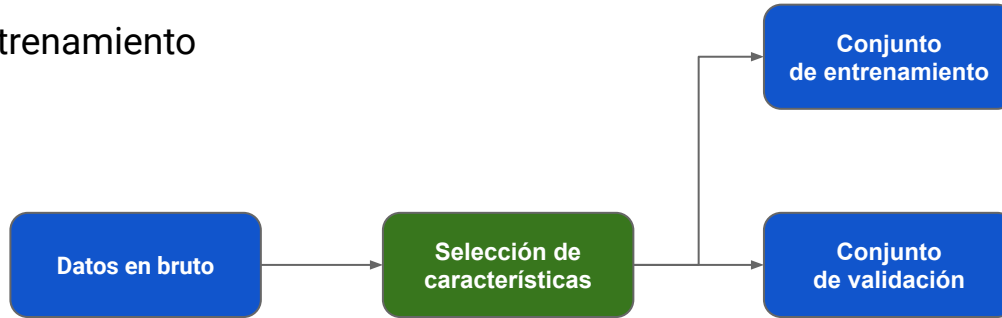 trenamiento
Conjunto
de entrenamiento
Datos en bruto
Selección de
características
Conjunto
de validación